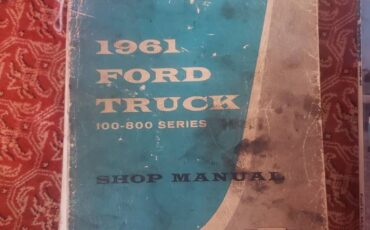 1961
FORD
TRUCK
100-800 SERIES
SHOP MANUAL